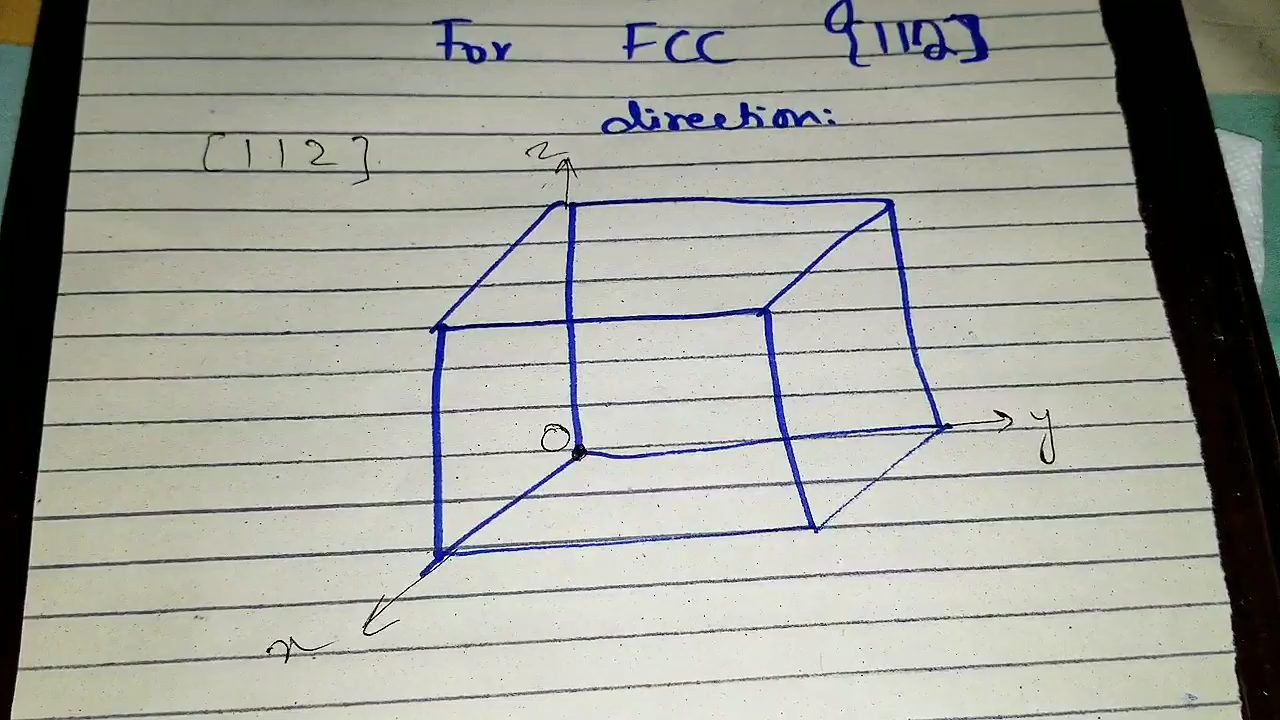 For FCC {112}
direction:
[112]
z
O
y
x